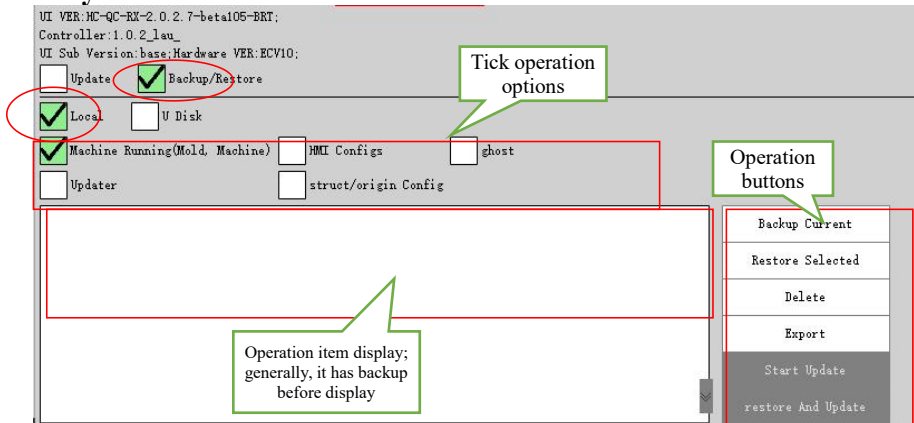 UI VER:HC-QC-RX-2.0.2.7-beta105-BRT;
Controller:1.0.2_lau_
UI Sub Version:base;Hardware VER:ECV10;
Update Backup/Restore
Tick operation
options
Local U Disk
Machine Running(Mold, Machine) HMI Configs ghost
Updater struct/origin Config
Operation
buttons
Backup Current
Restore Selected
Delete
Export
Start Update
restore And Update
Operation item display;
generally, it has backup
before display